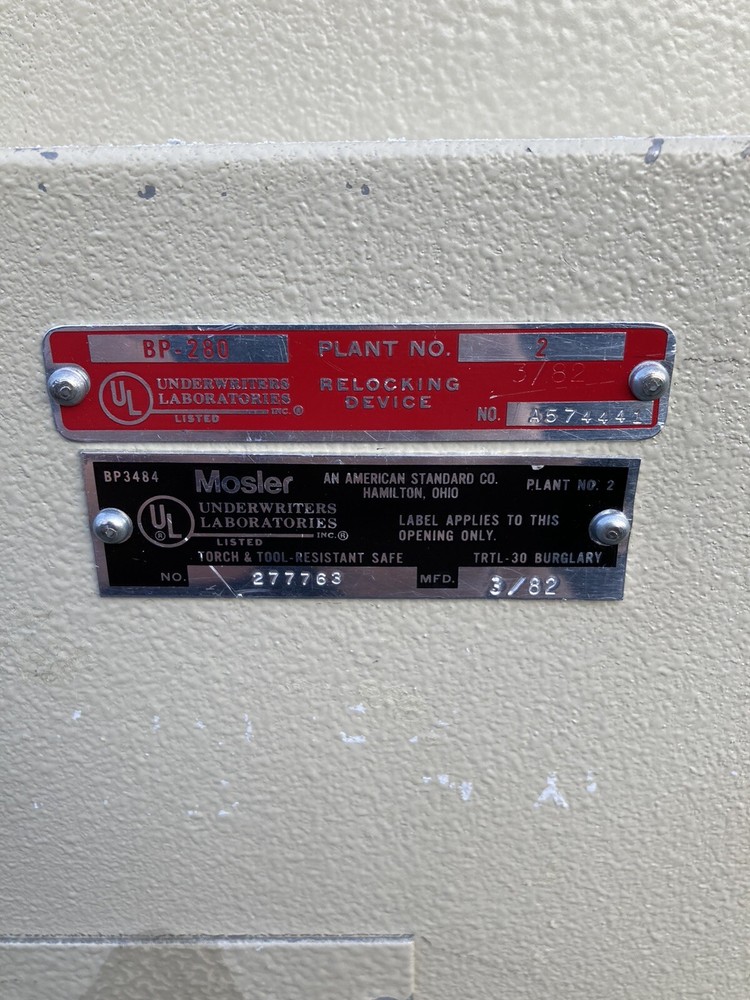 BP-280 PLANT NO. 2
3/82
UL UNDERWRITERS LABORATORIES INC.® LISTED
RELOCKING DEVICE
NO. A574441
BP3484 Mosler AN AMERICAN STANDARD CO. HAMILTON, OHIO PLANT NO. 2
UL® UNDERWRITERS LABORATORIES INC.® LISTED
LABEL APPLIES TO THIS OPENING ONLY.
TORCH & TOOL-RESISTANT SAFE TRTL-30 BURGLARY
NO. 277763 MFD. 3/82